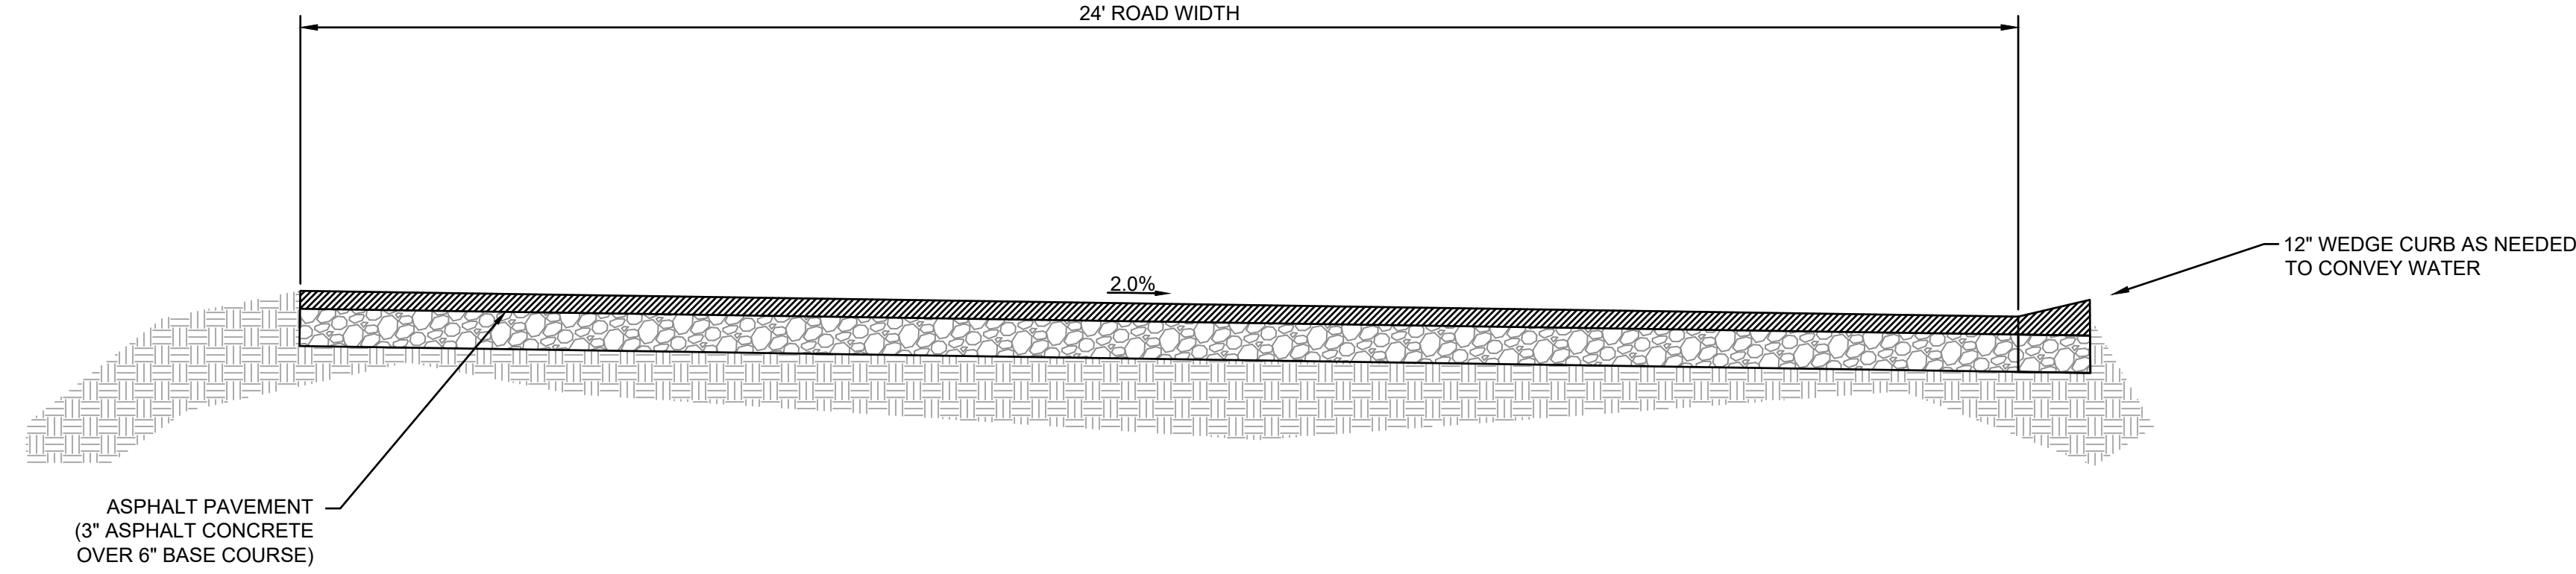 24' ROAD WIDTH
2.0%
12" WEDGE CURB AS NEEDED
TO CONVEY WATER
ASPHALT PAVEMENT
(3" ASPHALT CONCRETE
OVER 6" BASE COURSE)